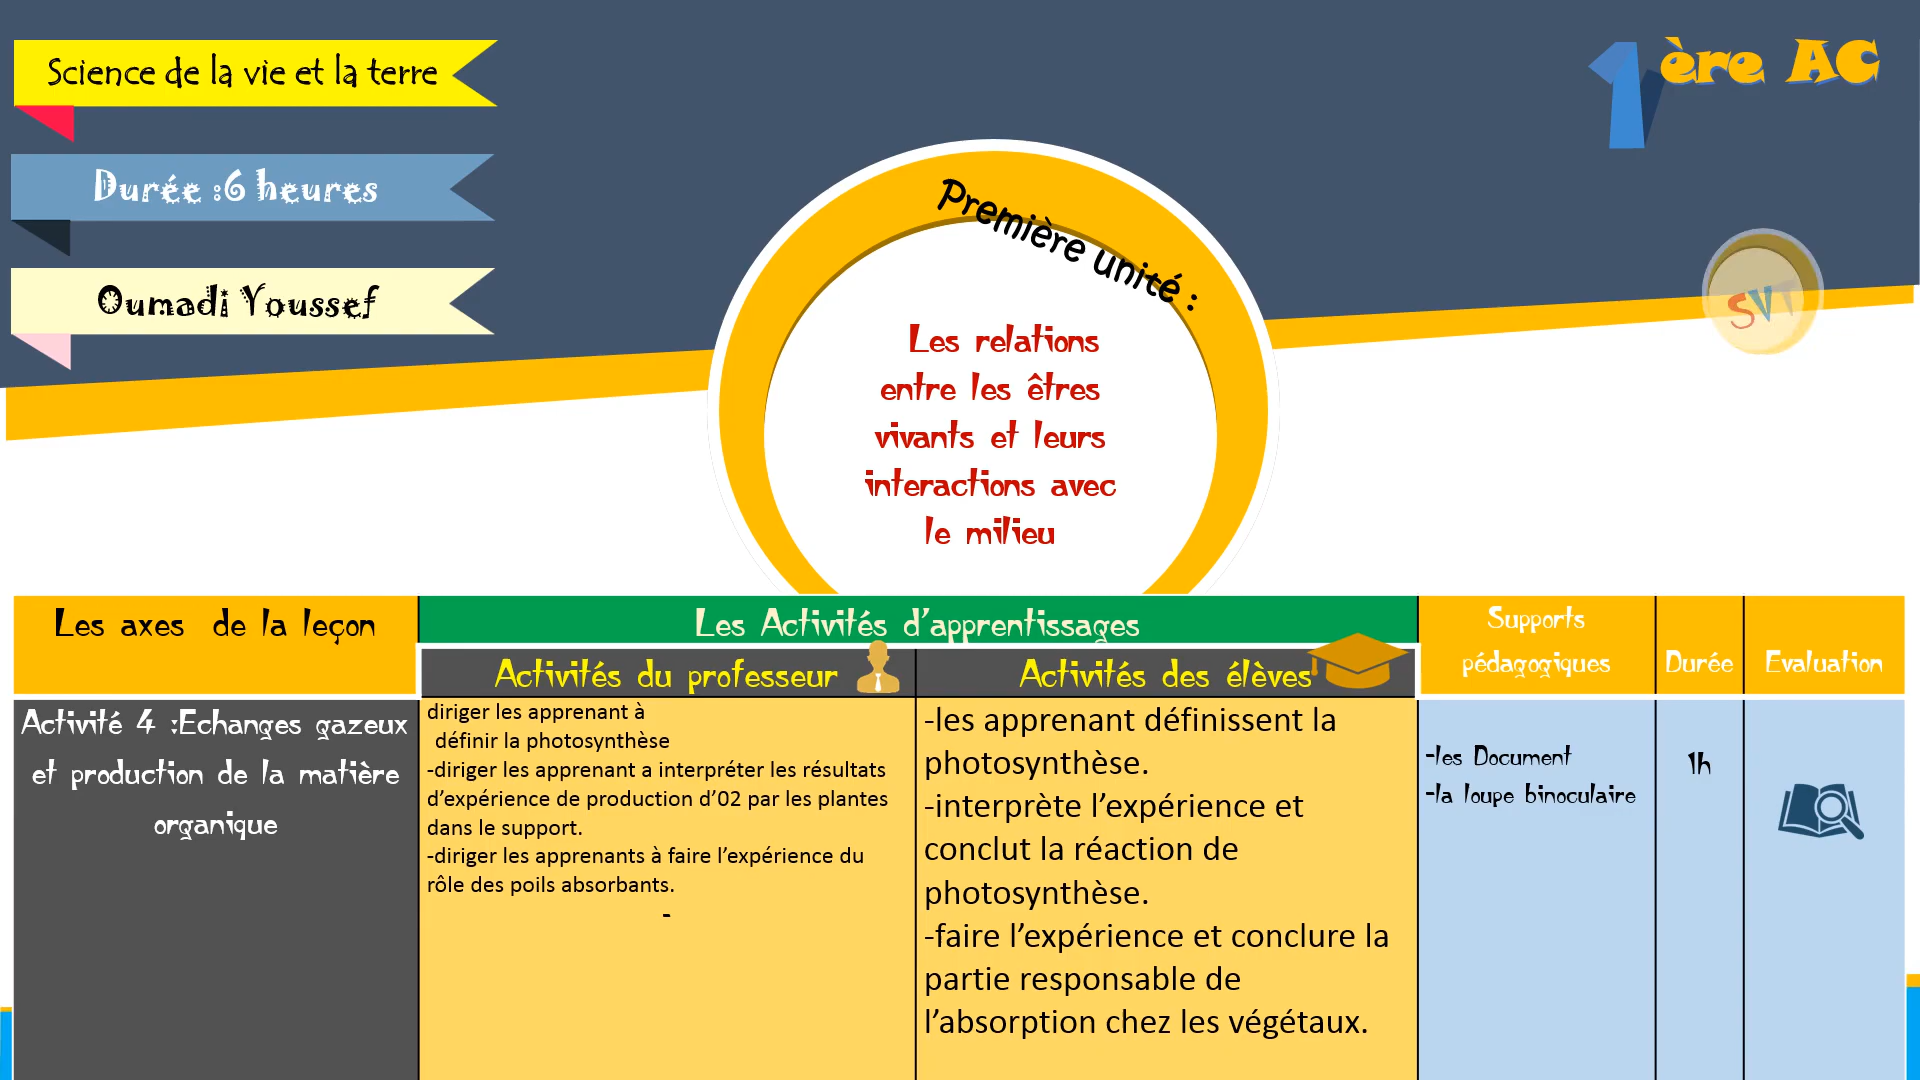 Science de la vie et la terre
Durée :6 heures
Oumadi Youssef
1ère AC
SVT
Première unité :
Les relations
entre les êtres
vivants et leurs
interactions avec
le milieu
Les axes de la leçon
Les Activités d’apprentissages
Activités du professeur
Activités des élèves
Supports
pédagogiques
Durée
Evaluation
Activité 4 :Echanges gazeux
et production de la matière
organique
diriger les apprenant à
définir la photosynthèse
-diriger les apprenant a interpréter les résultats
d’expérience de production d’02 par les plantes
dans le support.
-diriger les apprenants à faire l’expérience du
rôle des poils absorbants.
-
-les apprenant définissent la
photosynthèse.
-interprète l’expérience et
conclut la réaction de
photosynthèse.
-faire l’expérience et conclure la
partie responsable de
l’absorption chez les végétaux.
-les Document
-la loupe binoculaire
1h